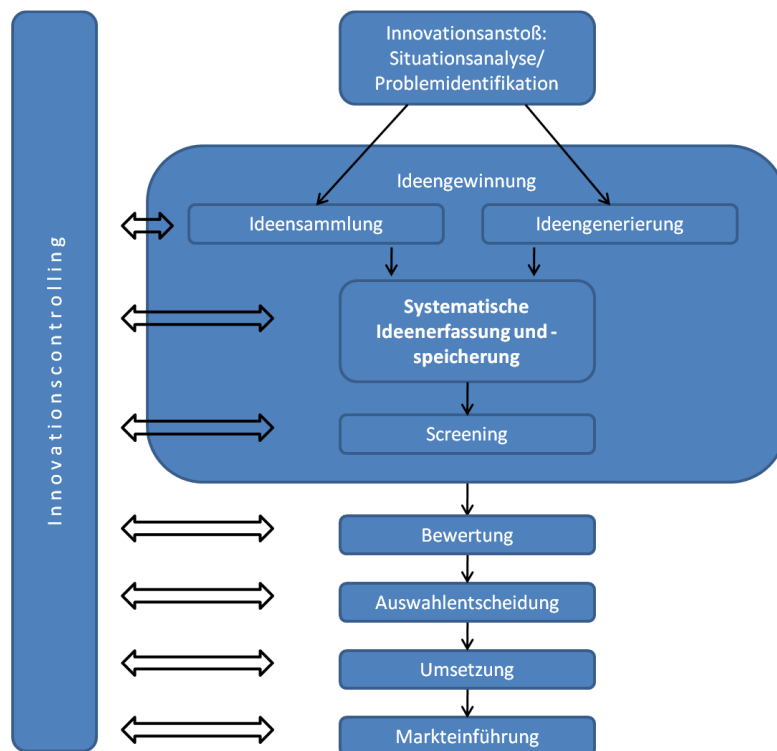 Innovationsanstoß:
Situationsanalyse/
Problemidentifikation
Ideengewinnung
Ideensammlung
Ideengenerierung
Systematische
Ideenerfassung und -
speicherung
Screening
Bewertung
Auswahlentscheidung
Umsetzung
Markteinführung
Innovationscontrolling